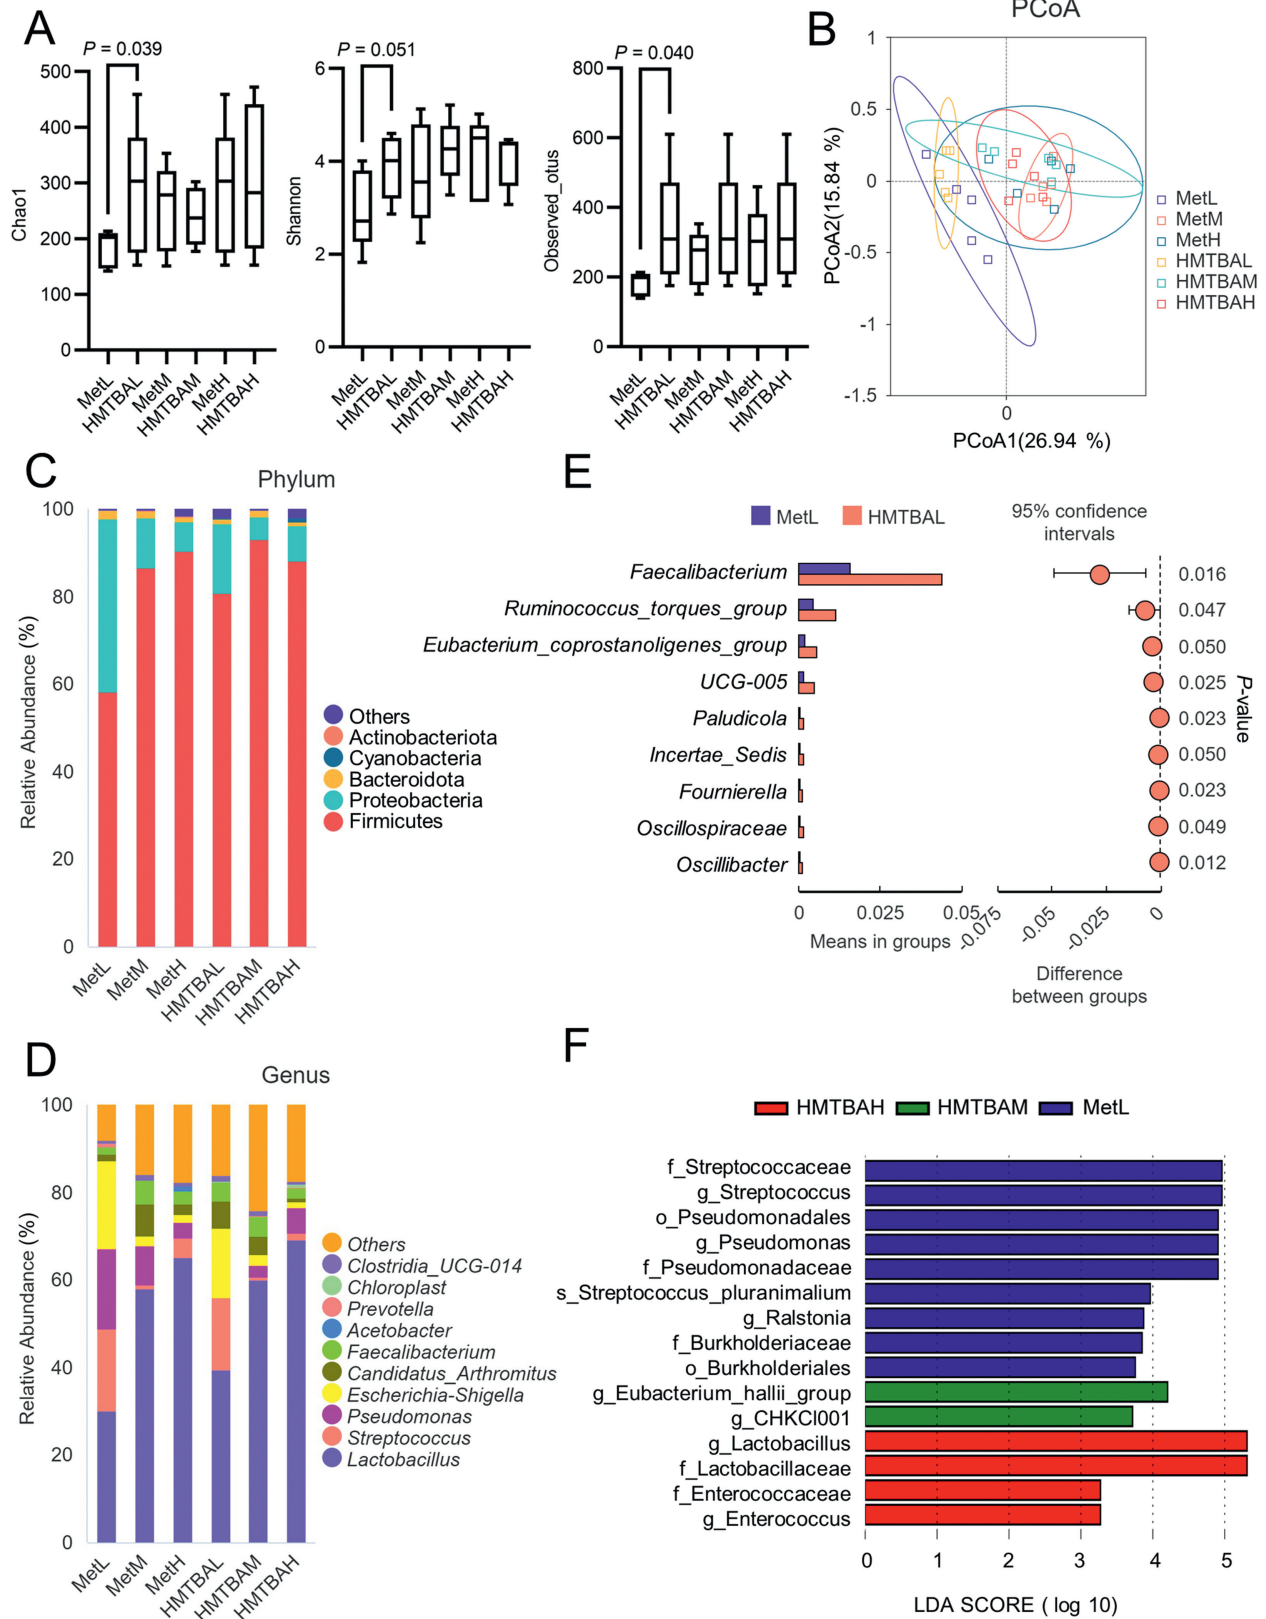 A
P = 0.039
500
400
300
200
100
0
Chao1
MetL
HMTBAL
MetM
HMTBAM
MetH
HMTBAH
P = 0.051
6
4
2
0
Shannon
MetL
HMTBAL
MetM
HMTBAM
MetH
HMTBAH
P = 0.040
800
600
400
200
0
Observed_otus
MetL
HMTBAL
MetM
HMTBAM
MetH
HMTBAH
B
PCoA
1
0.5
0
-0.5
-1
-1.5
PCoA2(15.84 %)
0
PCoA1(26.94 %)
MetL
MetM
MetH
HMTBAL
HMTBAM
HMTBAH
C
Phylum
100
80
60
40
20
0
Relative Abundance (%)
MetL
MetM
MetH
HMTBAL
HMTBAM
HMTBAH
Others
Actinobacteriota
Cyanobacteria
Bacteroidota
Proteobacteria
Firmicutes
E
MetL
HMTBAL
95% confidence
intervals
Faecalibacterium
0.016
Ruminococcus_torques_group
0.047
Eubacterium_coprostanoligenes_group
0.050
UCG-005
0.025
Paludicola
0.023
Incertae_Sedis
0.050
Fournierella
0.023
Oscillospiraceae
0.049
Oscillibacter
0.012
P-value
0
0.025
0.05
Means in groups
-0.075
-0.05
-0.025
0
Difference
between groups
D
Genus
100
80
60
40
20
0
Relative Abundance (%)
MetL
MetM
MetH
HMTBAL
HMTBAM
HMTBAH
Others
Clostridia_UCG-014
Chloroplast
Prevotella
Acetobacter
Faecalibacterium
Candidatus_Arthromitus
Escherichia-Shigella
Pseudomonas
Streptococcus
Lactobacillus
F
HMTBAH
HMTBAM
MetL
f_Streptococcaceae
g_Streptococcus
o_Pseudomonadales
g_Pseudomonas
f_Pseudomonadaceae
s_Streptococcus_pluranimalium
g_Ralstonia
f_Burkholderiaceae
o_Burkholderiales
g_Eubacterium_hallii_group
g_CHKCI001
g_Lactobacillus
f_Lactobacillaceae
f_Enterococcaceae
g_Enterococcus
0
1
2
3
4
5
LDA SCORE ( log 10)